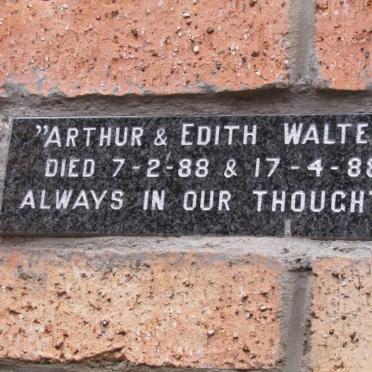 "ARTHUR & EDITH WALTE
DIED 7-2-88 & 17-4-88
ALWAYS IN OUR THOUGHT